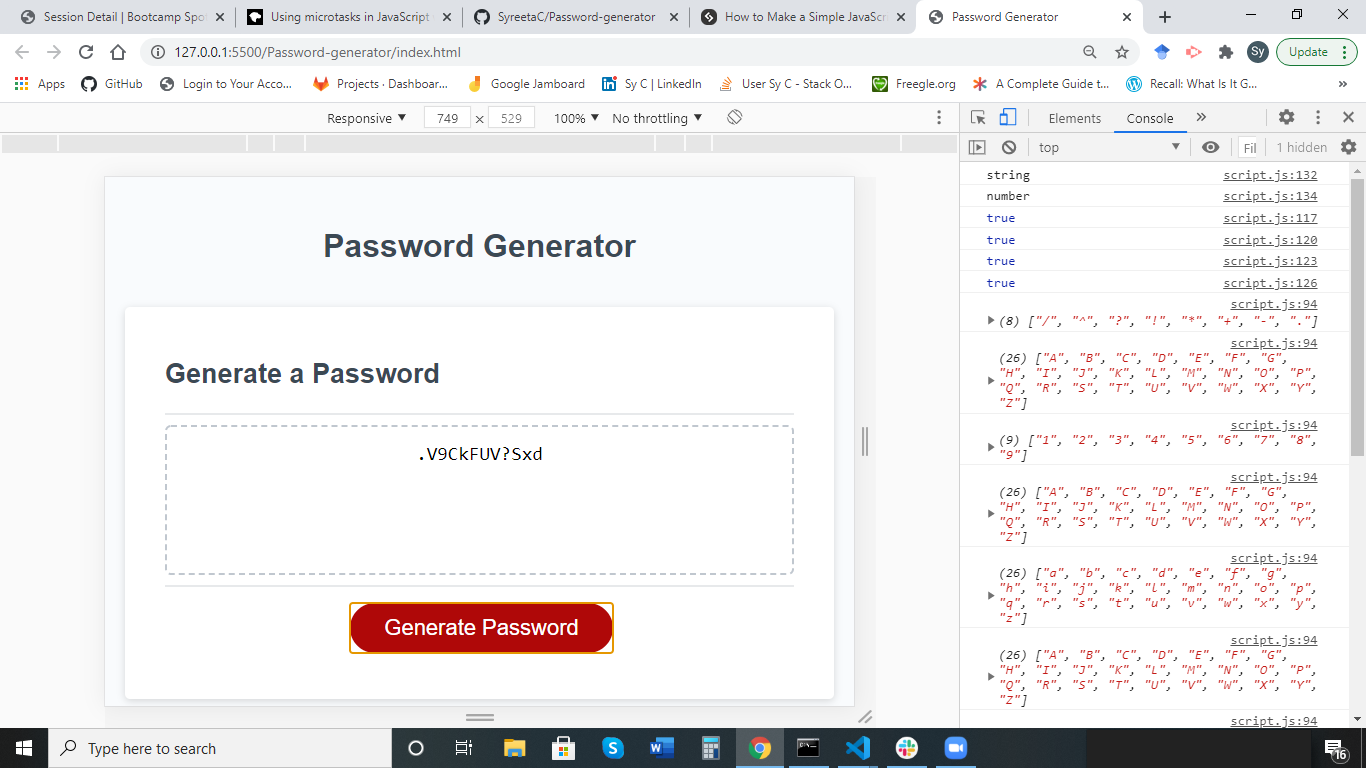 Session Detail | Bootcamp Spo
Using microtasks in JavaScript
SyreetaC/Password-generator
How to Make a Simple JavaScri
Password Generator
127.0.0.1:5500/Password-generator/index.html
Sy
Update
Apps
GitHub
Login to Your Acco...
Projects · Dashboar...
Google Jamboard
Sy C | LinkedIn
User Sy C - Stack O...
Freegle.org
A Complete Guide t...
Recall: What Is It G...
»
Responsive
749 × 529
100%
No throttling
Elements
Console
»
top
Fil
1 hidden
Password Generator
Generate a Password
.V9CkFUV?Sxd
Generate Password
string script.js:132
number script.js:134
true script.js:117
true script.js:120
true script.js:123
true script.js:126
script.js:94
(8) ["/", "^", "?", "!", "*", "+", "-", "."]
script.js:94
(26) ["A", "B", "C", "D", "E", "F", "G",
"H", "I", "J", "K", "L", "M", "N", "O", "P",
"Q", "R", "S", "T", "U", "V", "W", "X", "Y",
"Z"]
script.js:94
(9) ["1", "2", "3", "4", "5", "6", "7", "8",
"9"]
script.js:94
(26) ["A", "B", "C", "D", "E", "F", "G",
"H", "I", "J", "K", "L", "M", "N", "O", "P",
"Q", "R", "S", "T", "U", "V", "W", "X", "Y",
"Z"]
script.js:94
(26) ["a", "b", "c", "d", "e", "f", "g",
"h", "i", "j", "k", "l", "m", "n", "o", "p",
"q", "r", "s", "t", "u", "v", "w", "x", "y",
"z"]
script.js:94
(26) ["A", "B", "C", "D", "E", "F", "G",
"H", "I", "J", "K", "L", "M", "N", "O", "P",
"Q", "R", "S", "T", "U", "V", "W", "X", "Y",
"Z"]
script.js:94
Type here to search
16